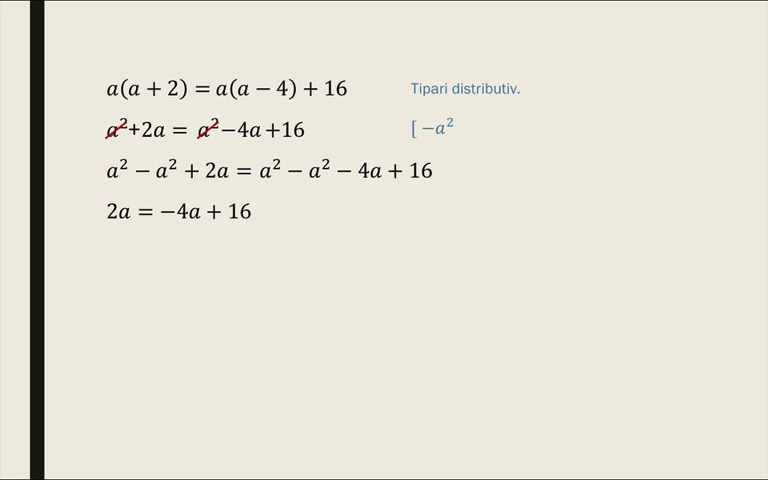 a(a + 2) = a(a − 4) + 16 Tipari distributiv.
a²+2a = a²−4a+16 [ −a²
a² − a² + 2a = a² − a² − 4a + 16
2a = −4a + 16